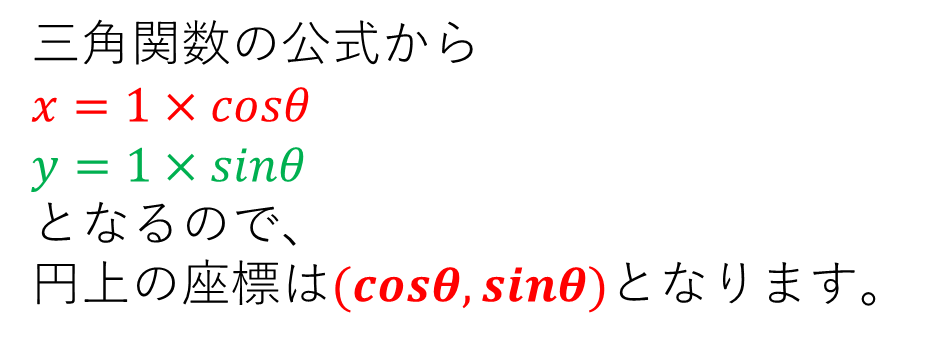 三角関数の公式から
x = 1 × cosθ
y = 1 × sinθ
となるので、
円上の座標は(cosθ, sinθ)となります。